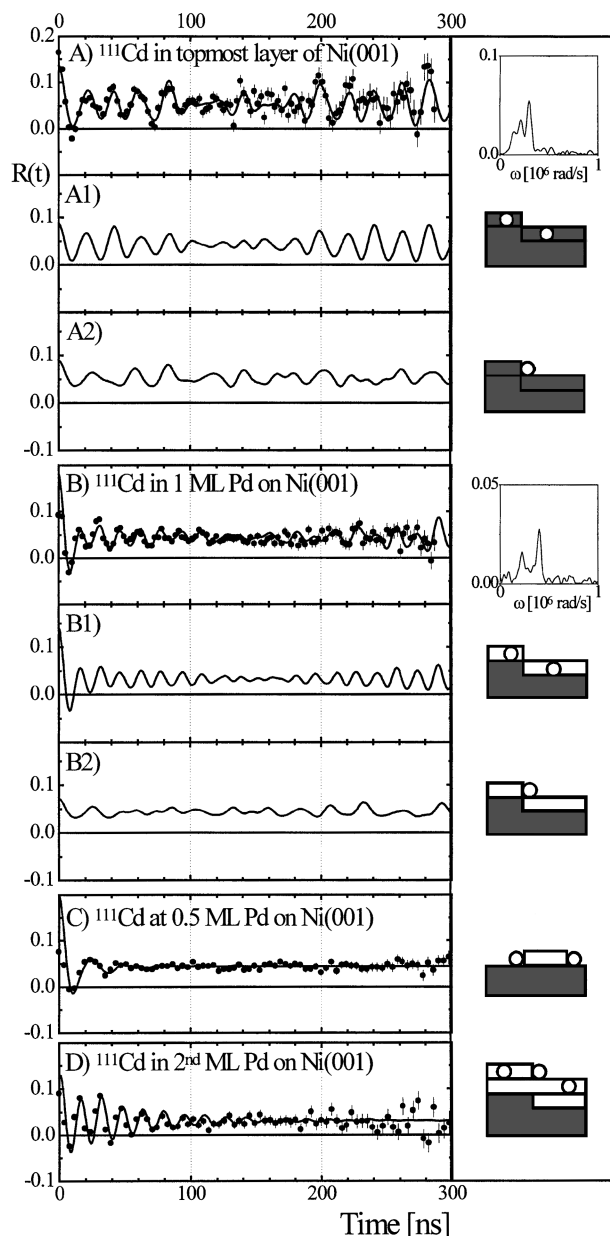 0 100 200 300
0.2
A) ¹¹¹Cd in topmost layer of Ni(001)
0.1
0.0
R(t)
0.1
0.0
0 1
ω [10⁶ rad/s]
A1)
0.1
0.0
A2)
0.1
0.0
-0.1
B) ¹¹¹Cd in 1 ML Pd on Ni(001)
0.1
0.0
0.05
0.00
0 1
ω [10⁶ rad/s]
B1)
0.1
0.0
B2)
0.1
0.0
-0.1
C) ¹¹¹Cd at 0.5 ML Pd on Ni(001)
0.1
0.0
-0.1
D) ¹¹¹Cd in 2ⁿᵈ ML Pd on Ni(001)
0.1
0.0
-0.1
0 100 200 300
Time [ns]